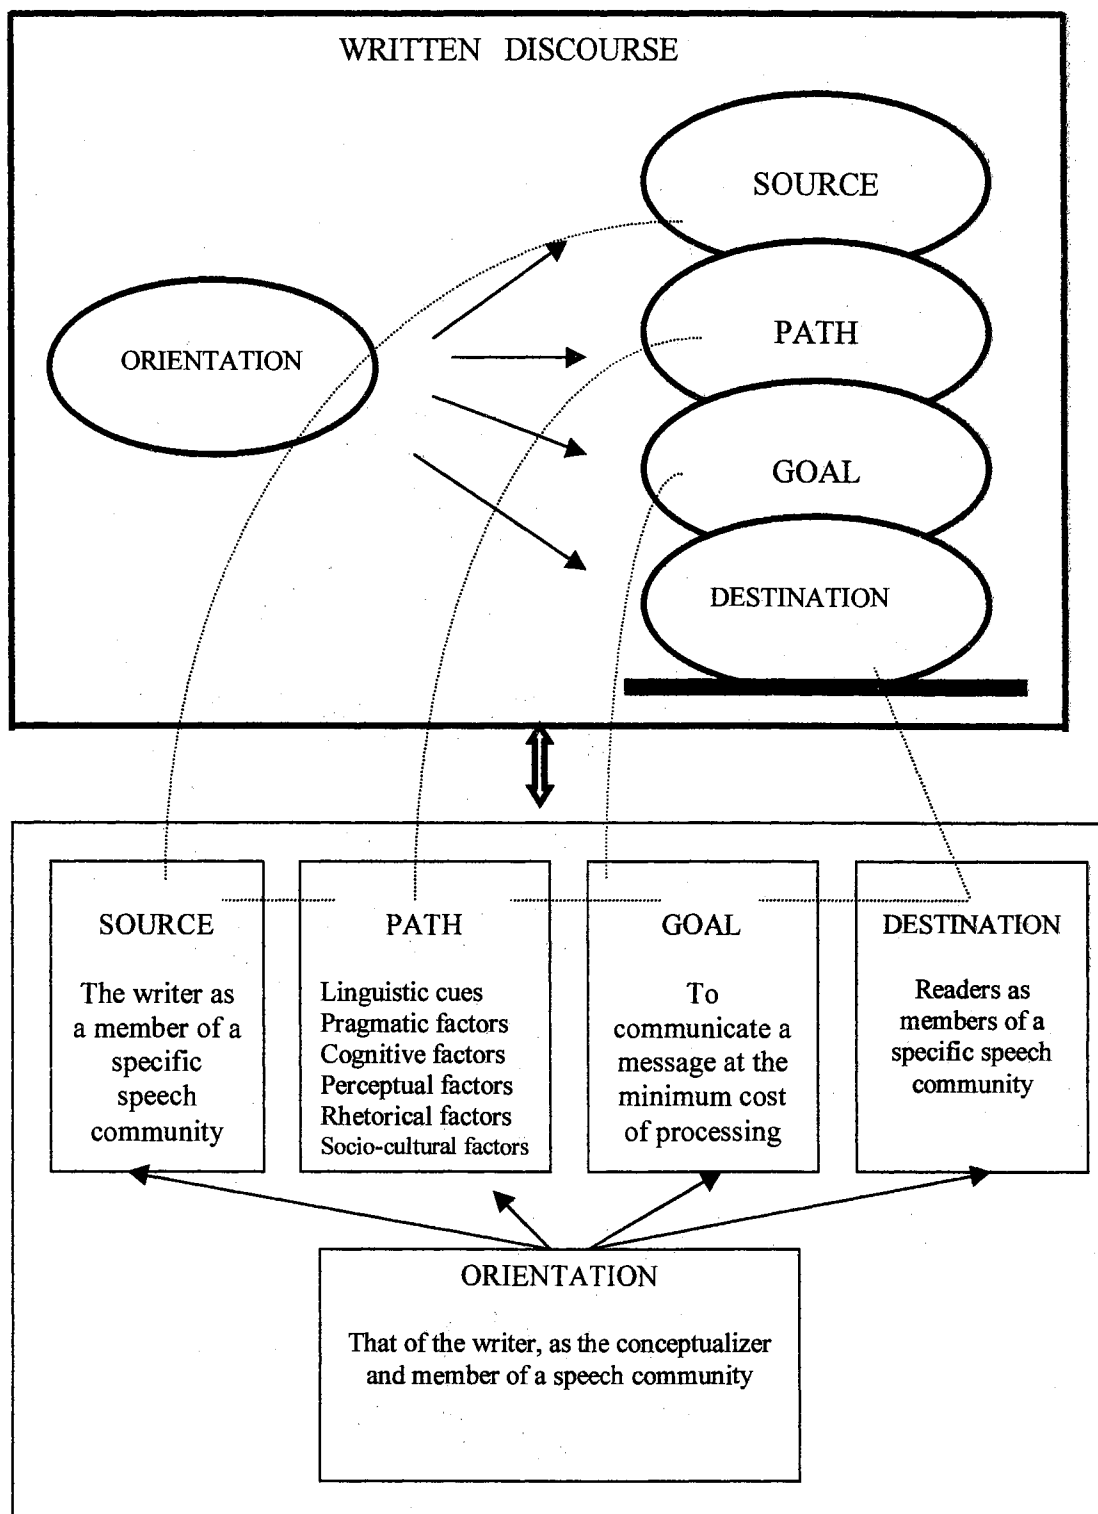 WRITTEN DISCOURSE
SOURCE
PATH
ORIENTATION
GOAL
DESTINATION
SOURCE
The writer as
a member of a
specific
speech
community
PATH
Linguistic cues
Pragmatic factors
Cognitive factors
Perceptual factors
Rhetorical factors
Socio-cultural factors
GOAL
To
communicate a
message at the
minimum cost
of processing
DESTINATION
Readers as
members of a
specific speech
community
ORIENTATION
That of the writer, as the conceptualizer
and member of a speech community